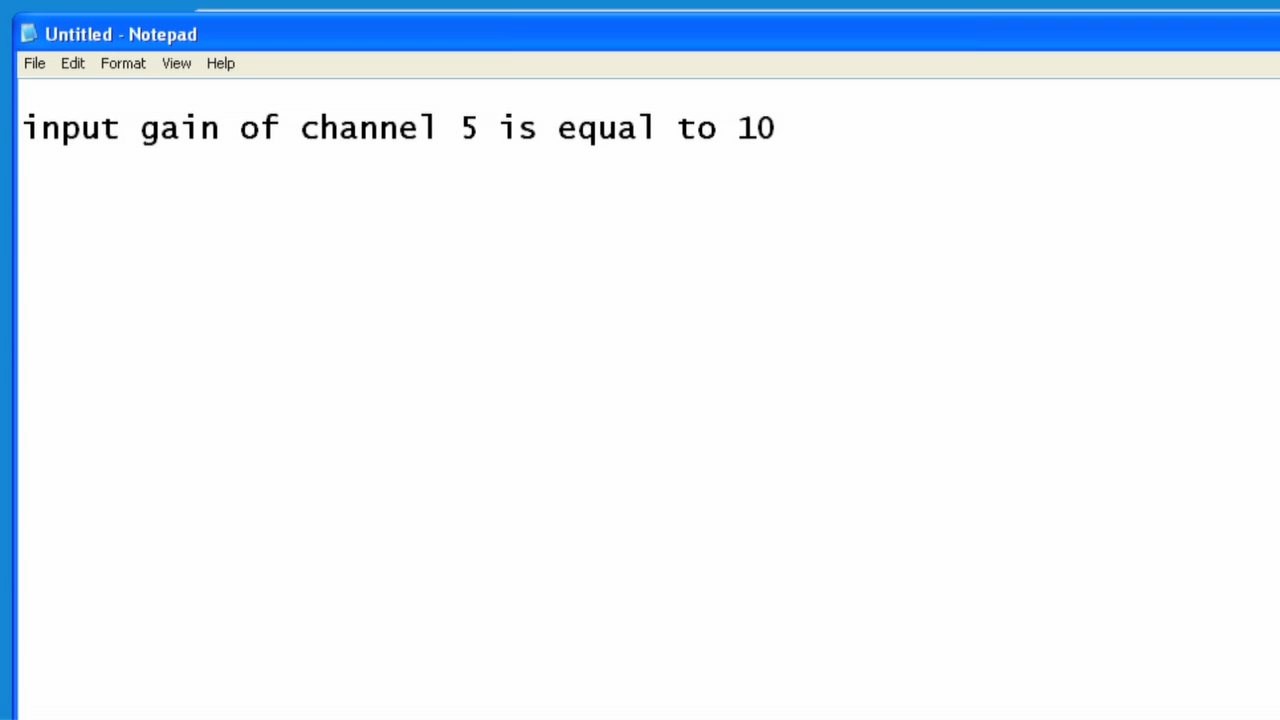 Untitled - Notepad
File Edit Format View Help
input gain of channel 5 is equal to 10